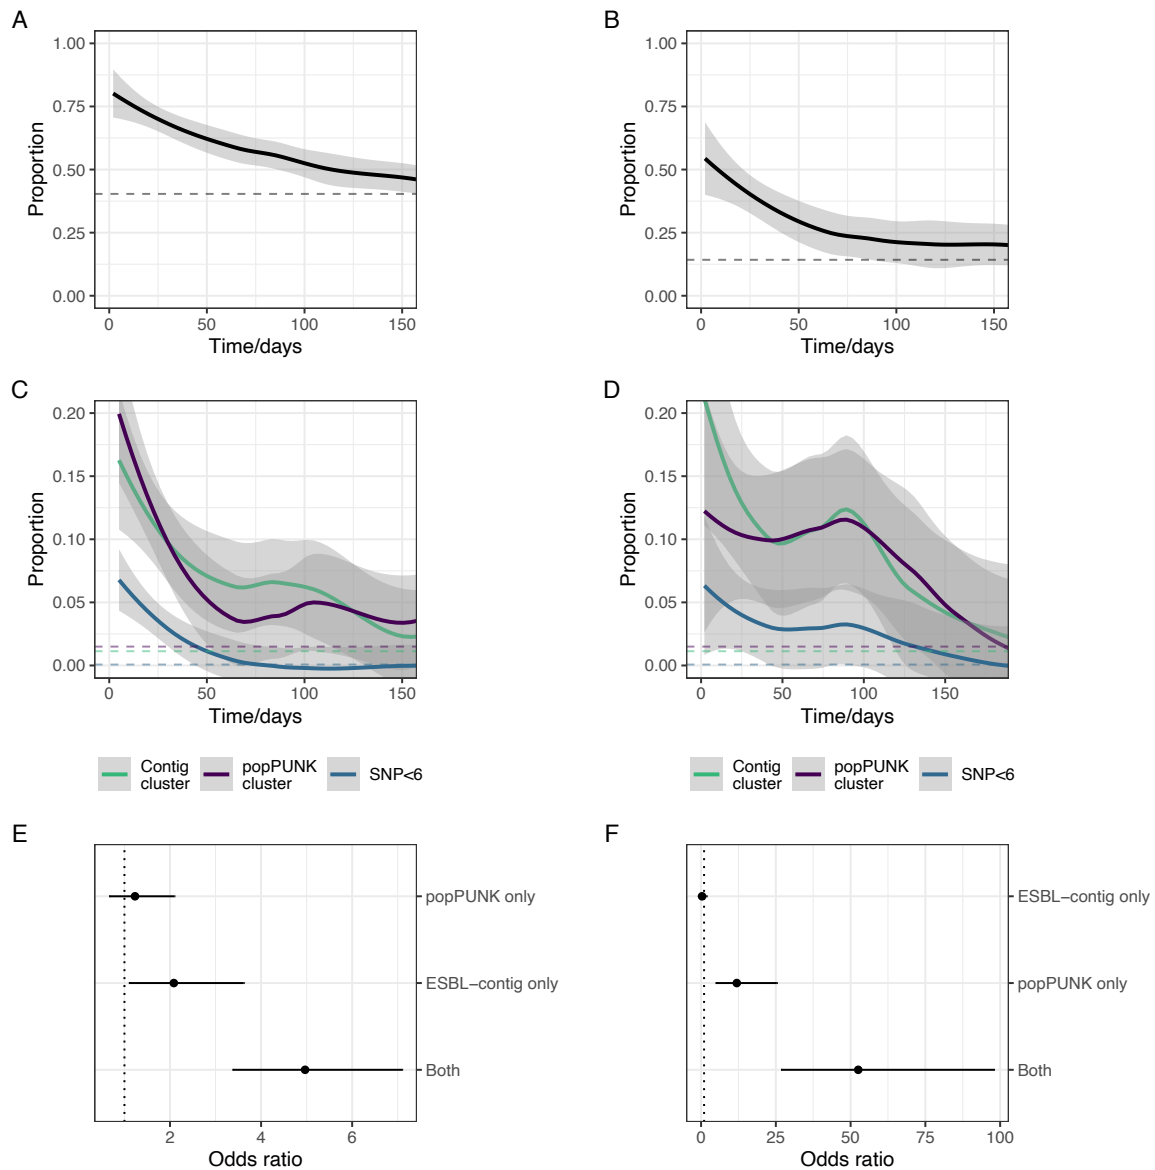 A
B
1.00
0.75
0.50
0.25
0.00
Proportion
0
50
100
150
Time/days
1.00
0.75
0.50
0.25
0.00
Proportion
0
50
100
150
Time/days
C
D
0.20
0.15
0.10
0.05
0.00
Proportion
0
50
100
150
Time/days
0.20
0.15
0.10
0.05
0.00
Proportion
0
50
100
150
Time/days
Contig
cluster
popPUNK
cluster
SNP<6
Contig
cluster
popPUNK
cluster
SNP<6
E
F
popPUNK only
ESBL−contig only
Both
2
4
6
Odds ratio
ESBL−contig only
popPUNK only
Both
0
25
50
75
100
Odds ratio